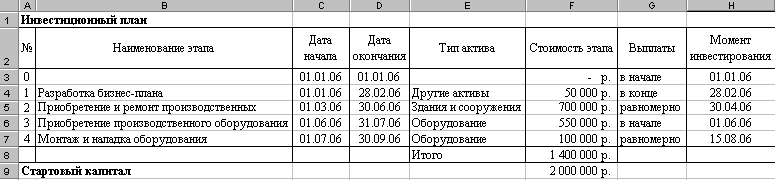 A B C D E F G H
1 Инвестиционный план
2 № Наименование этапа Дата начала Дата окончания Тип актива Стоимость этапа Выплаты Момент инвестирования
3 0 01.01.06 01.01.06 - р. в начале 01.01.06
4 1 Разработка бизнес-плана 01.01.06 28.02.06 Другие активы 50 000 р. в конце 28.02.06
5 2 Приобретение и ремонт производственных 01.03.06 30.06.06 Здания и сооружения 700 000 р. равномерно 30.04.06
6 3 Приобретение производственного оборудования 01.06.06 31.07.06 Оборудование 550 000 р. в начале 01.06.06
7 4 Монтаж и наладка оборудования 01.07.06 30.09.06 Оборудование 100 000 р. равномерно 15.08.06
8 Итого 1 400 000 р.
9 Стартовый капитал 2 000 000 р.